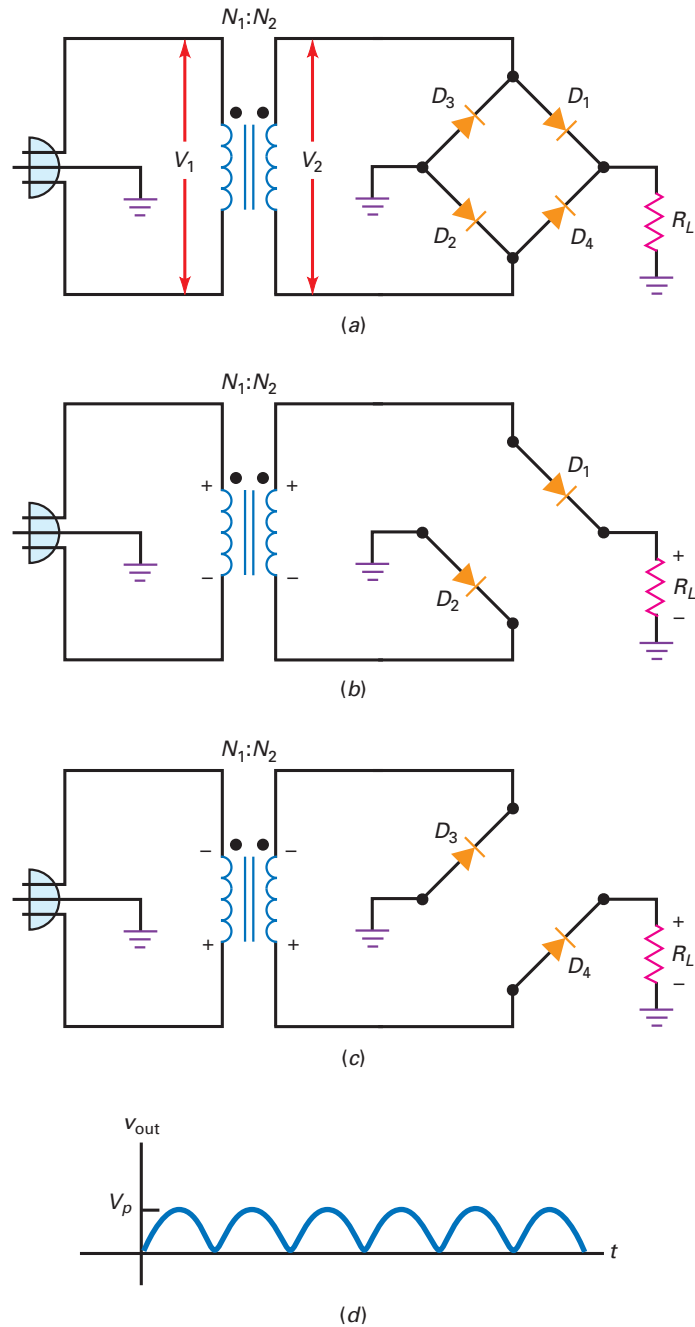 N1:N2
V1 V2 D3 D1
D2 D4 RL
(a)
N1:N2
+ + D1
− − D2 + RL −
(b)
N1:N2
− − D3
+ + D4 + RL −
(c)
vout
Vp
t
(d)